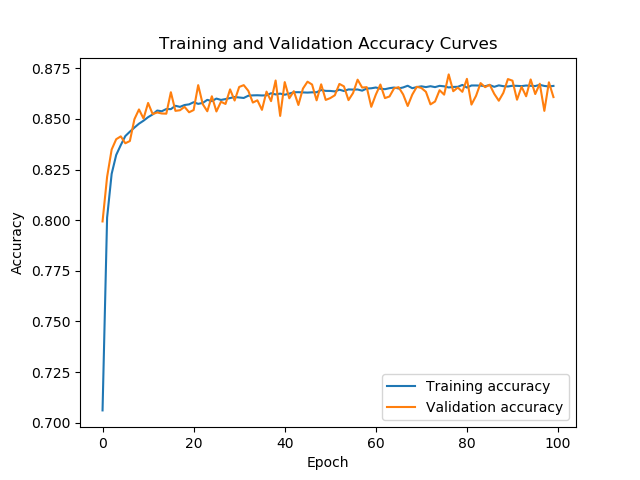 Training and Validation Accuracy Curves
0.875
0.850
0.825
0.800
0.775
0.750
0.725
0.700
Accuracy
Training accuracy
Validation accuracy
0 20 40 60 80 100
Epoch